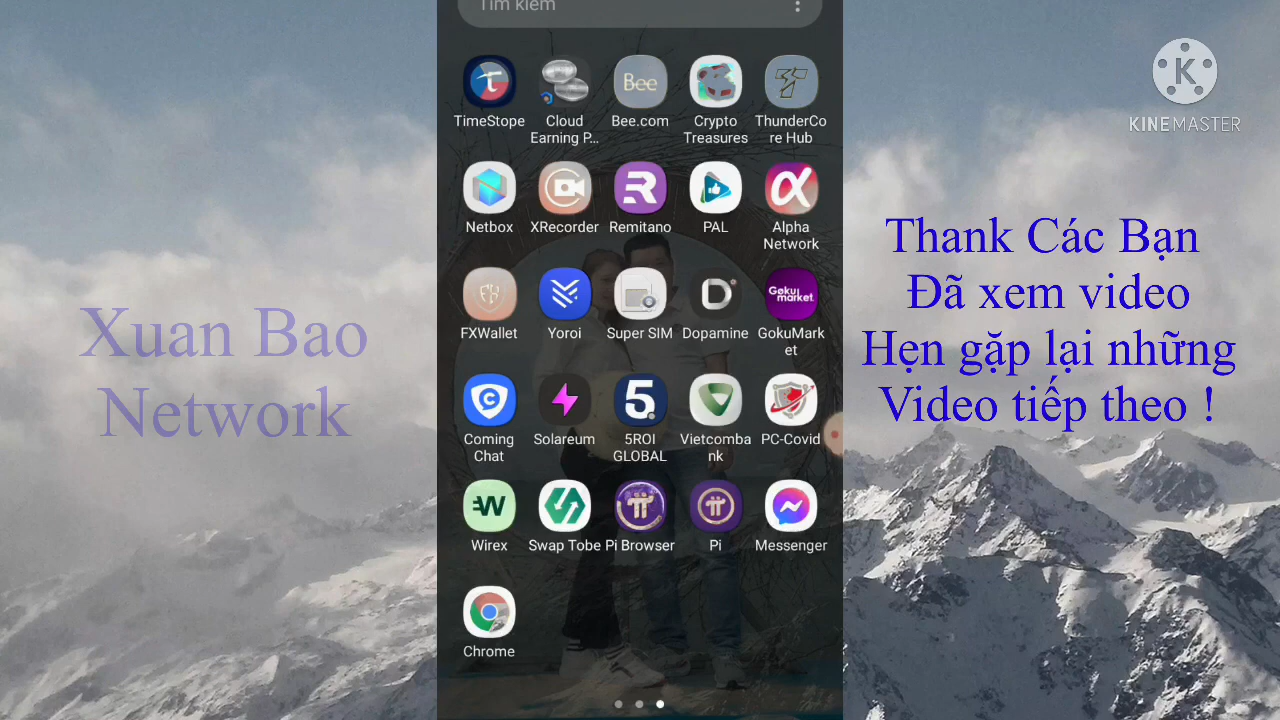 Tìm kiếm
KINEMASTER
TimeStope
Cloud
Earning P...
Bee.com
Crypto
Treasures
ThunderCo
re Hub
Bee
Netbox
XRecorder
Remitano
PAL
Alpha
Network
FXWallet
Yoroi
Super SIM
Dopamine
GokuMark
et
Goku
market.
Coming
Chat
Solareum
5ROI
GLOBAL
Vietcomba
nk
PC-Covid
Wirex
Swap Tobe
Pi Browser
Pi
Messenger
Chrome
Xuan Bao
Network
Thank Các Bạn
Đã xem video
Hẹn gặp lại những
Video tiếp theo !